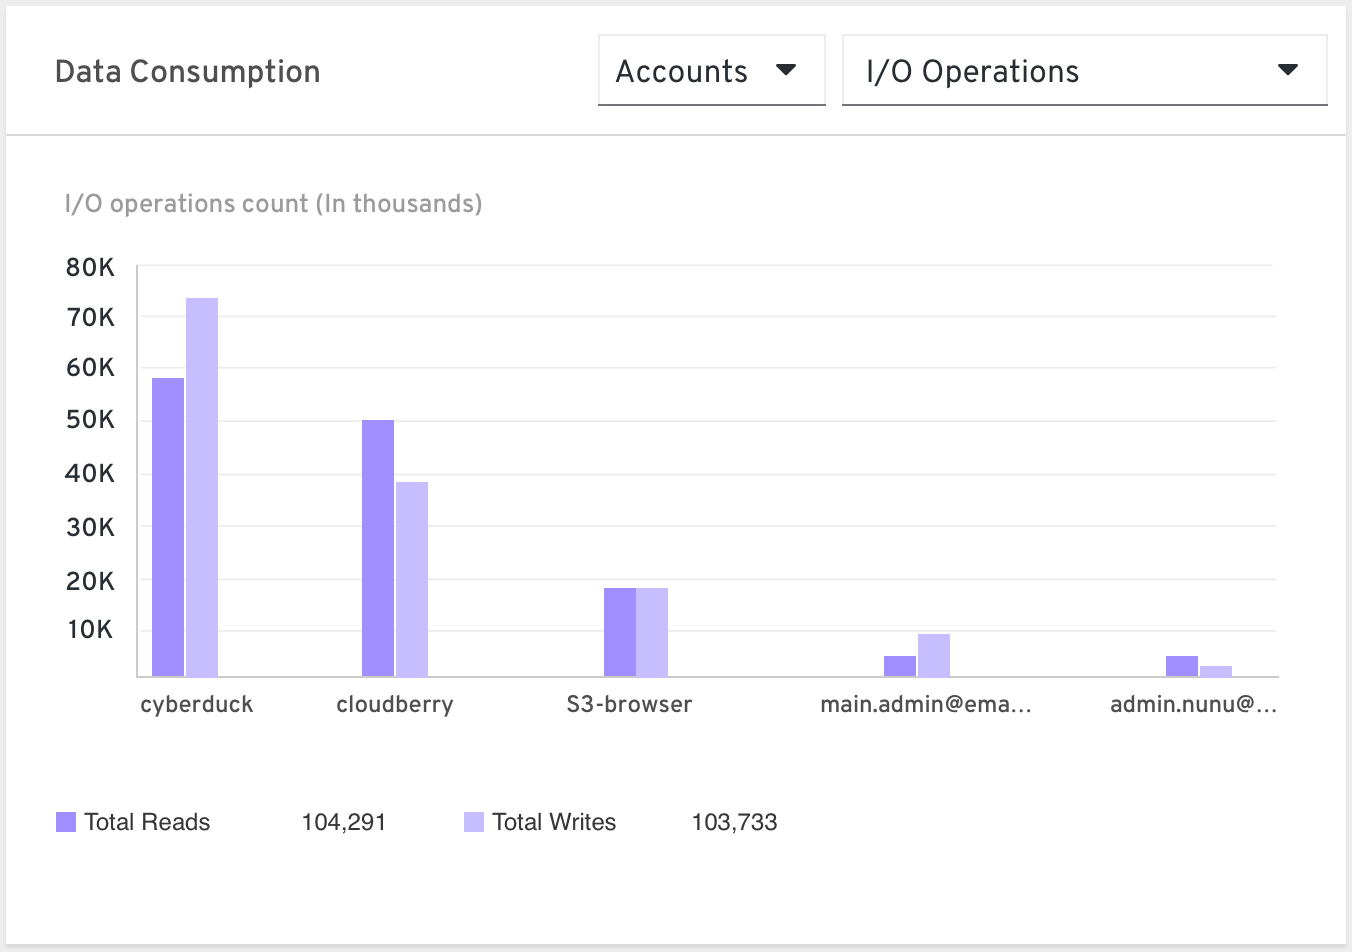 Data Consumption
Accounts
I/O Operations
I/O operations count (In thousands)
80K
70K
60K
50K
40K
30K
20K
10K
cyberduck
cloudberry
S3-browser
main.admin@ema...
admin.nunu@...
Total Reads 104,291 Total Writes 103,733